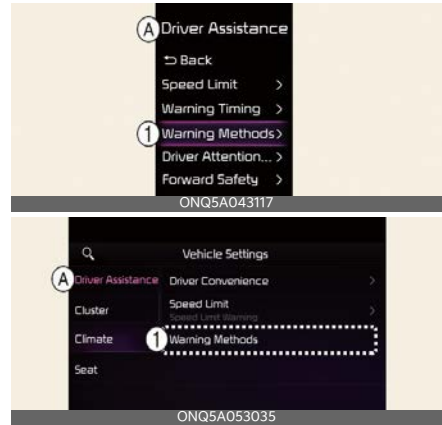 A Driver Assistance
Back
Speed Limit >
Warning Timing >
1 Warning Methods>
Driver Attention... >
Forward Safety >
ONQ5A043117
Vehicle Settings
A Driver Assistance Driver Convenience >
Cluster Speed Limit >
Speed Limit Warning
Climate 1 Warning Methods
Seat
ONQ5A053035